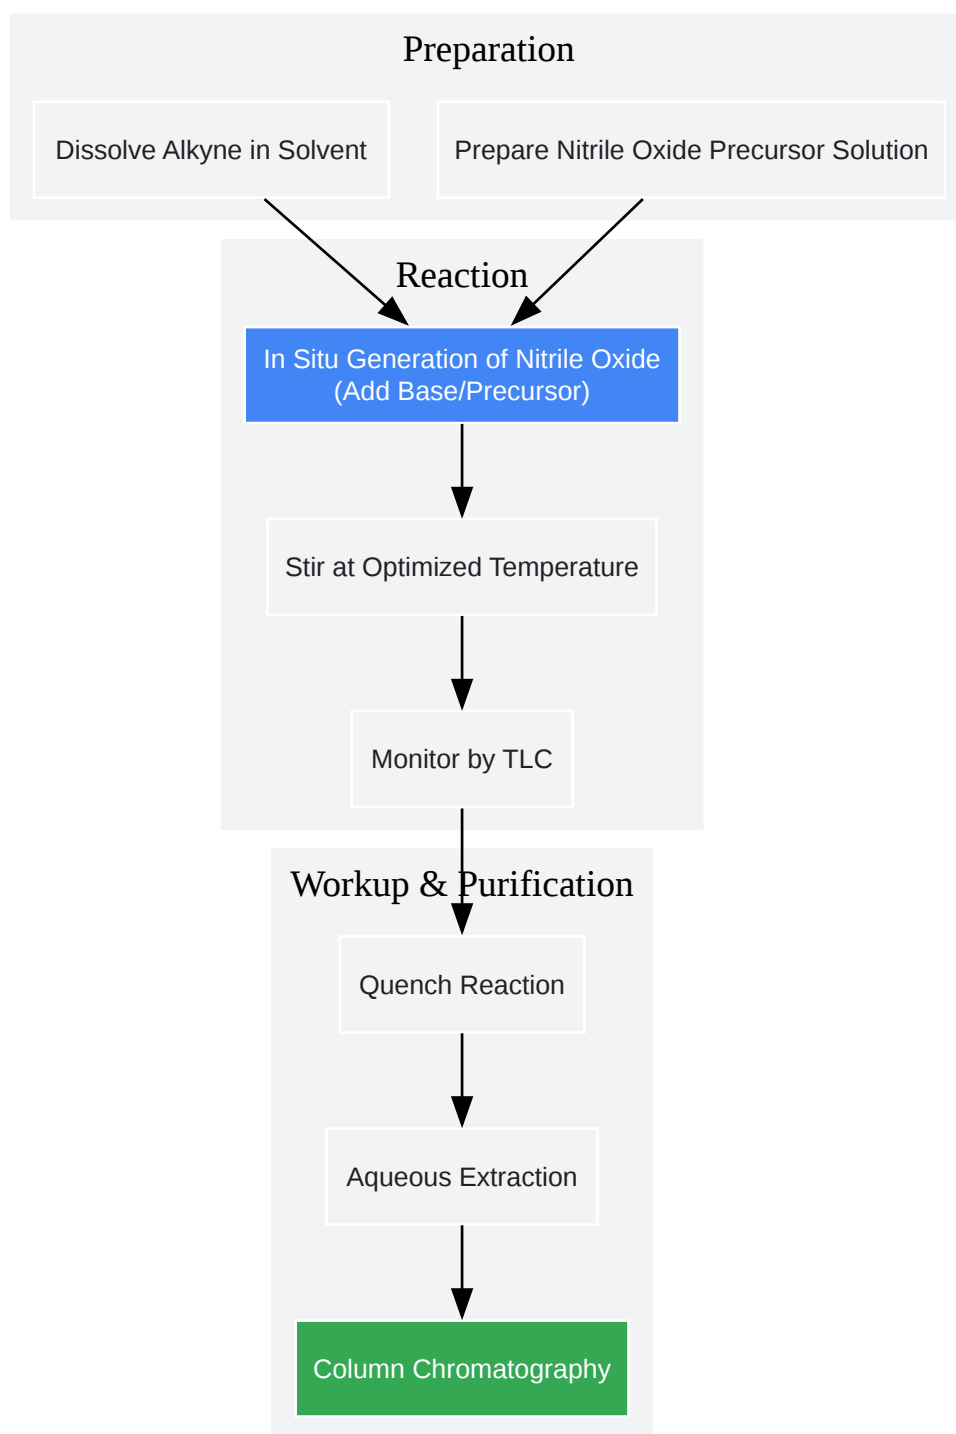 Preparation
Dissolve Alkyne in Solvent
Prepare Nitrile Oxide Precursor Solution
Reaction
In Situ Generation of Nitrile Oxide
(Add Base/Precursor)
Stir at Optimized Temperature
Monitor by TLC
Workup & Purification
Quench Reaction
Aqueous Extraction
Column Chromatography